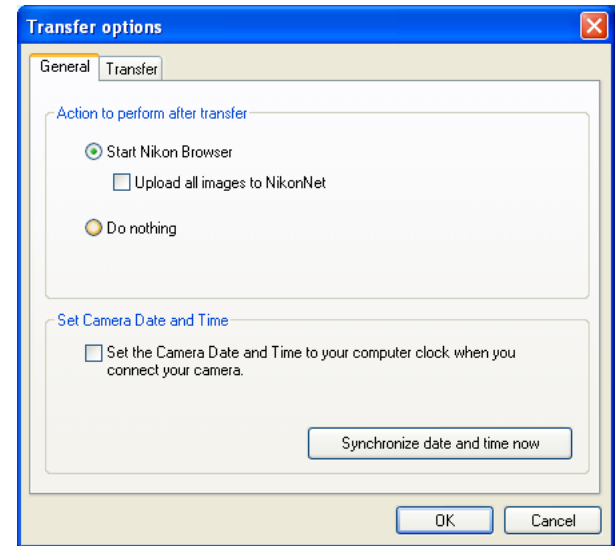 Transfer options
General Transfer
Action to perform after transfer
Start Nikon Browser
Upload all images to NikonNet
Do nothing
Set Camera Date and Time
Set the Camera Date and Time to your computer clock when you
connect your camera.
Synchronize date and time now
OK Cancel